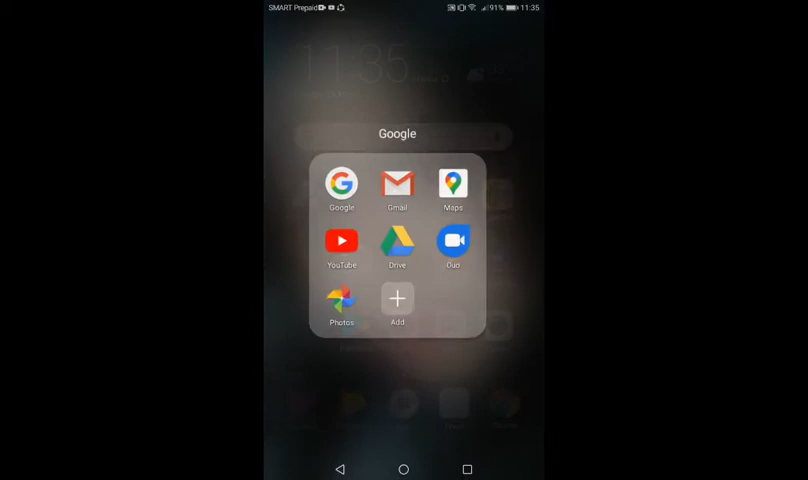 SMART Prepaid 91% 11:35
11:35
Google
Google Gmail Maps
YouTube Drive Duo
Photos Add